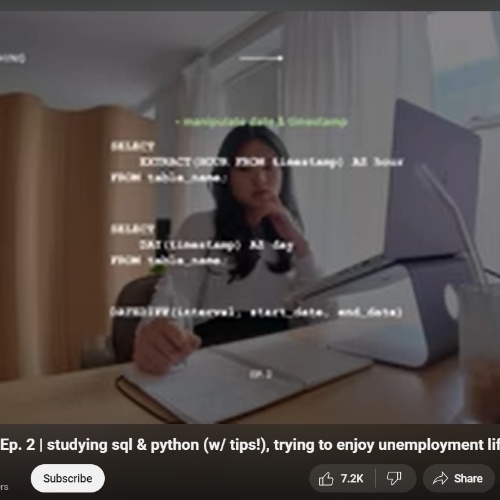 - manipulate date & timestamp
SELECT
EXTRACT(HOUR FROM timestamp) AS hour
FROM table_name;
SELECT
DAY(timestamp) AS day
FROM table_name;
DATEDIFF(interval, start_date, end_date)
EP. 2
Ep. 2 | studying sql & python (w/ tips!), trying to enjoy unemployment lif
ers
Subscribe
7.2K
Share